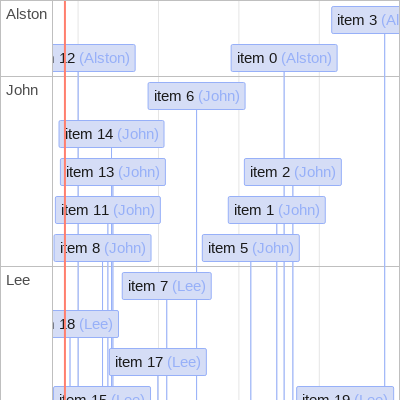 Alston
item 3 (Al
12 (Alston)
item 0 (Alston)
John
item 6 (John)
item 14 (John)
item 13 (John)
item 2 (John)
item 11 (John)
item 1 (John)
item 8 (John)
item 5 (John)
Lee
item 7 (Lee)
18 (Lee)
item 17 (Lee)
item 15 (Lee)
item 19 (Lee)